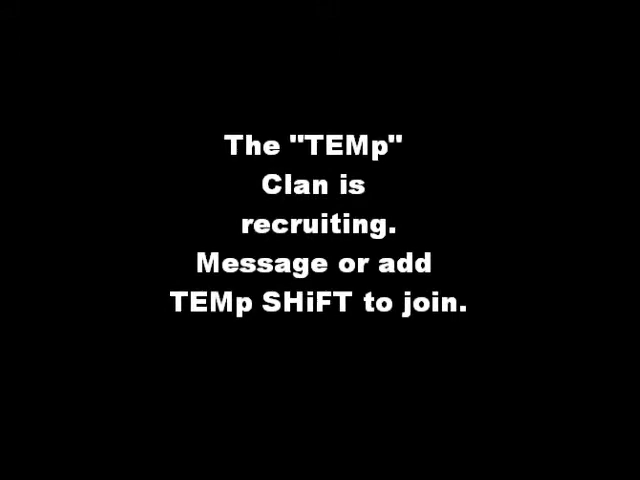 The "TEMp"
Clan is
recruiting.
Message or add
TEMp SHiFT to join.